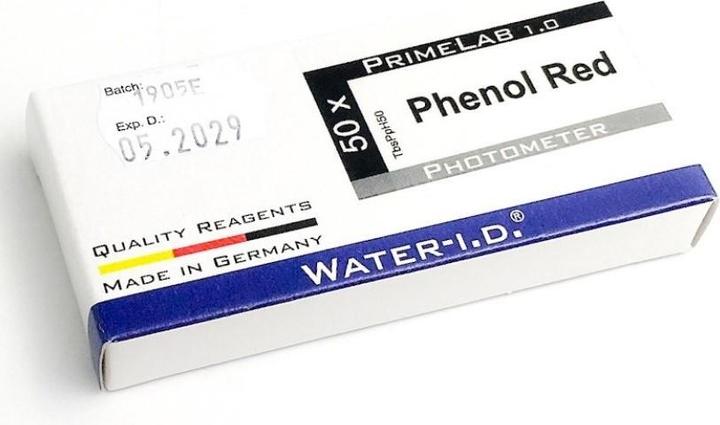 Batch: 1905E
Exp. D.: 05.2029
PRIMELAB 1.0
50 x
TbsPpH50
Phenol Red
PHOTOMETER
QUALITY REAGENTS
MADE IN GERMANY
WATER-I.D.®